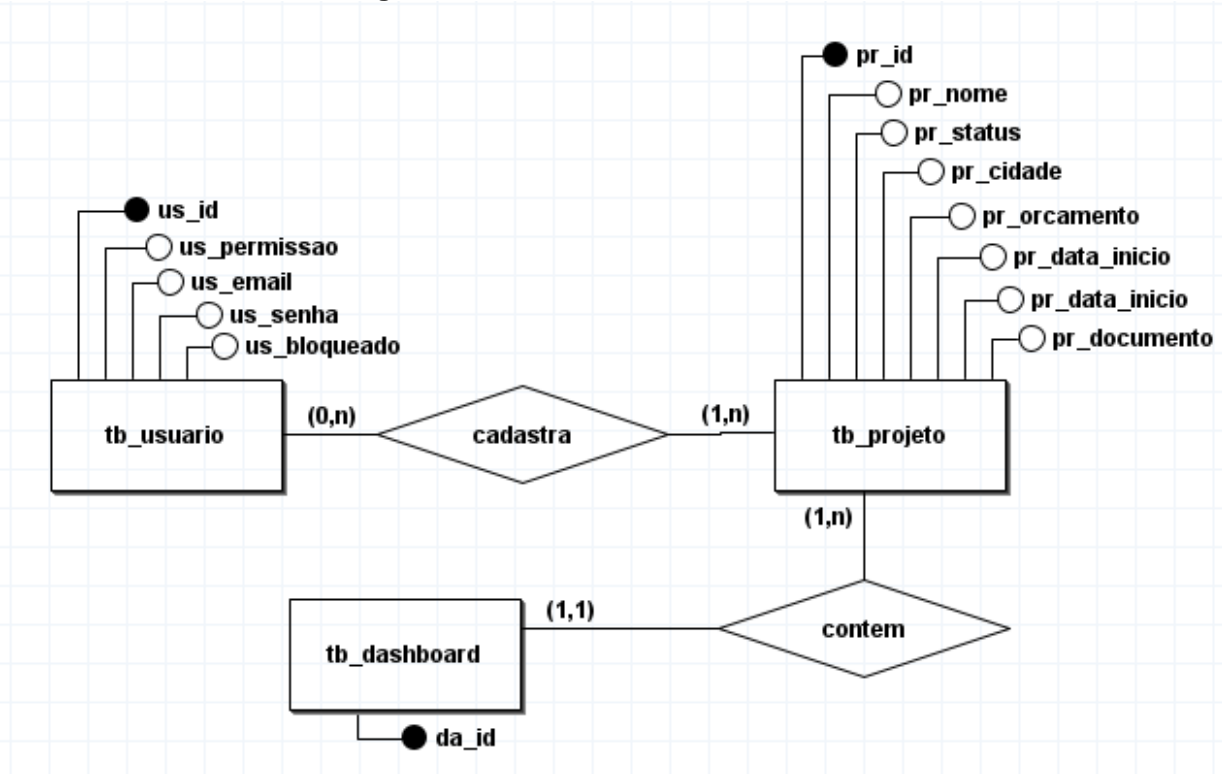 pr_id
pr_nome
pr_status
pr_cidade
pr_orcamento
pr_data_inicio
pr_data_inicio
pr_documento
us_id
us_permissao
us_email
us_senha
us_bloqueado
tb_usuario
(0,n)
cadastra
(1,n)
tb_projeto
(1,n)
contem
(1,1)
tb_dashboard
da_id